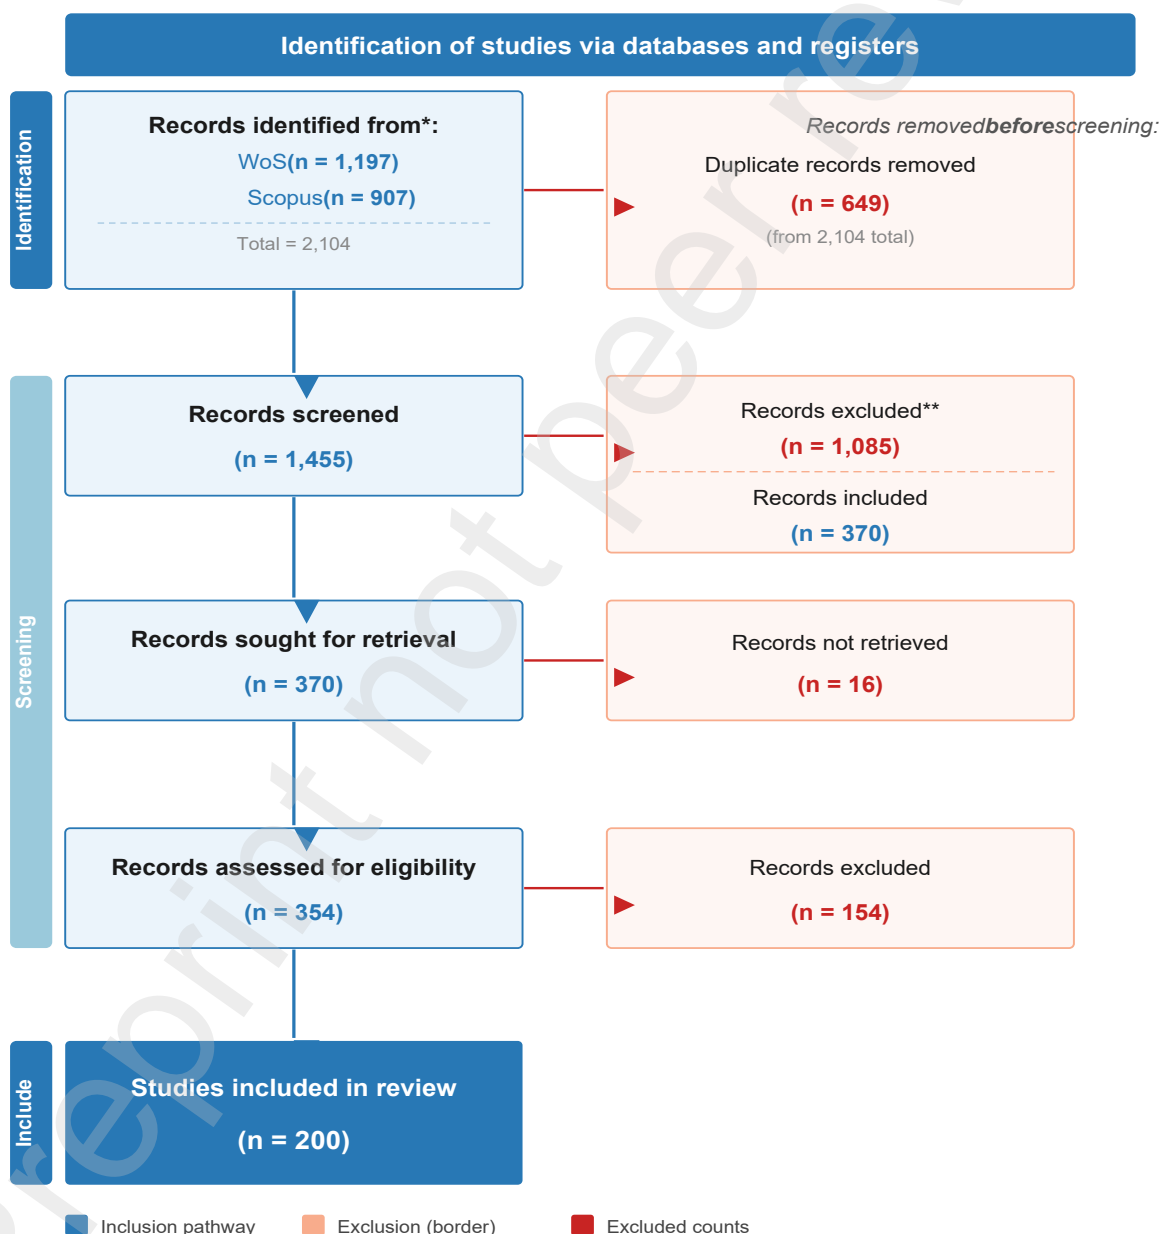 Identification of studies via databases and registers
Identification
Records identified from*:
WoS(n = 1,197)
Scopus(n = 907)
Total = 2,104
Records removedbeforescreening:
Duplicate records removed
(n = 649)
(from 2,104 total)
Screening
Records screened
(n = 1,455)
Records excluded**
(n = 1,085)
Records included
(n = 370)
Records sought for retrieval
(n = 370)
Records not retrieved
(n = 16)
Records assessed for eligibility
(n = 354)
Records excluded
(n = 154)
Include
Studies included in review
(n = 200)
Inclusion pathway
Exclusion (border)
Excluded counts
Preprint not peer rev